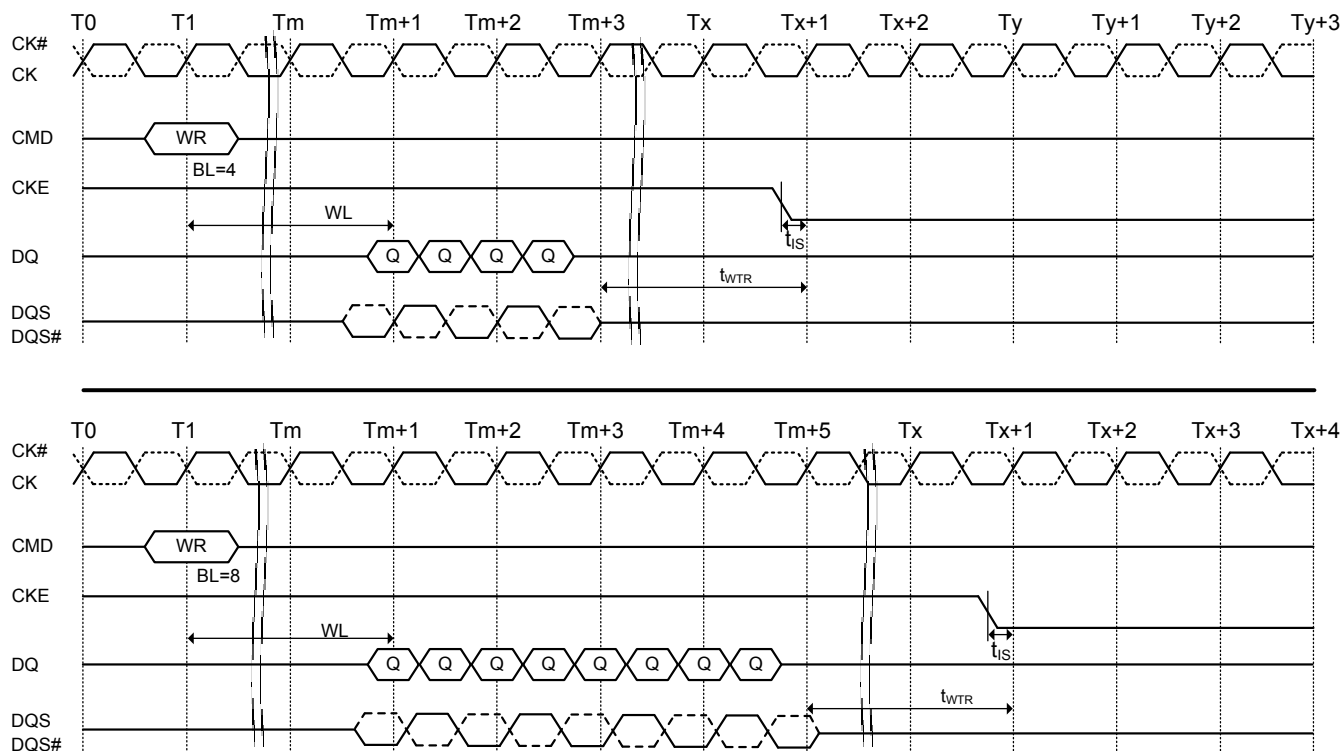 T0 T1 Tm Tm+1 Tm+2 Tm+3 Tx Tx+1 Tx+2 Ty Ty+1 Ty+2 Ty+3
CK#
CK
CMD WR
BL=4
CKE
WL
tIS
DQ Q Q Q Q
tWTR
DQS
DQS#
T0 T1 Tm Tm+1 Tm+2 Tm+3 Tm+4 Tm+5 Tx Tx+1 Tx+2 Tx+3 Tx+4
CK#
CK
CMD WR
BL=8
CKE
WL
tIS
DQ Q Q Q Q Q Q Q Q
tWTR
DQS
DQS#